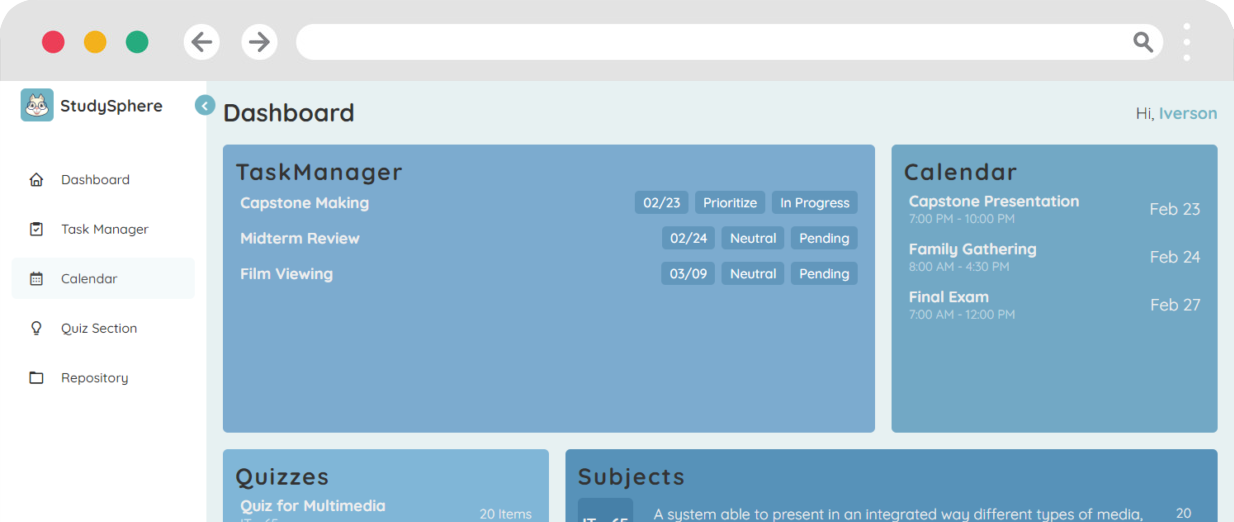 StudySphere
Dashboard
Hi, Iverson
Dashboard
Task Manager
Calendar
Quiz Section
Repository
TaskManager
Capstone Making 02/23 Prioritize In Progress
Midterm Review 02/24 Neutral Pending
Film Viewing 03/09 Neutral Pending
Calendar
Capstone Presentation
7:00 PM - 10:00 PM
Feb 23
Family Gathering
8:00 AM - 4:30 PM
Feb 24
Final Exam
7:00 AM - 12:00 PM
Feb 27
Quizzes
Quiz for Multimedia
20 Items
Subjects
A system able to present in an integrated way different types of media,
20